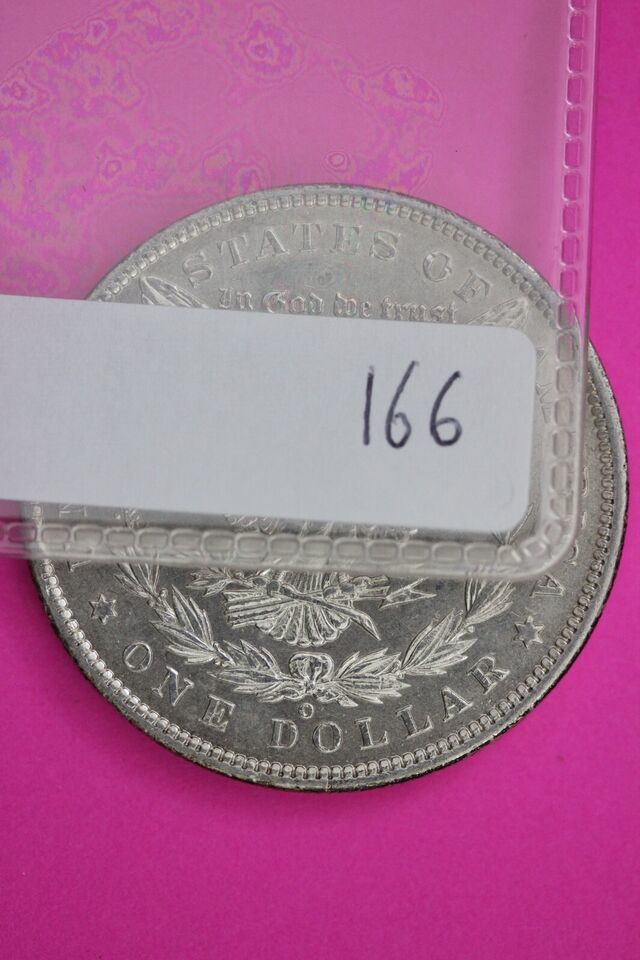 STATES OF
In God we trust
166
O
ONE DOLLAR